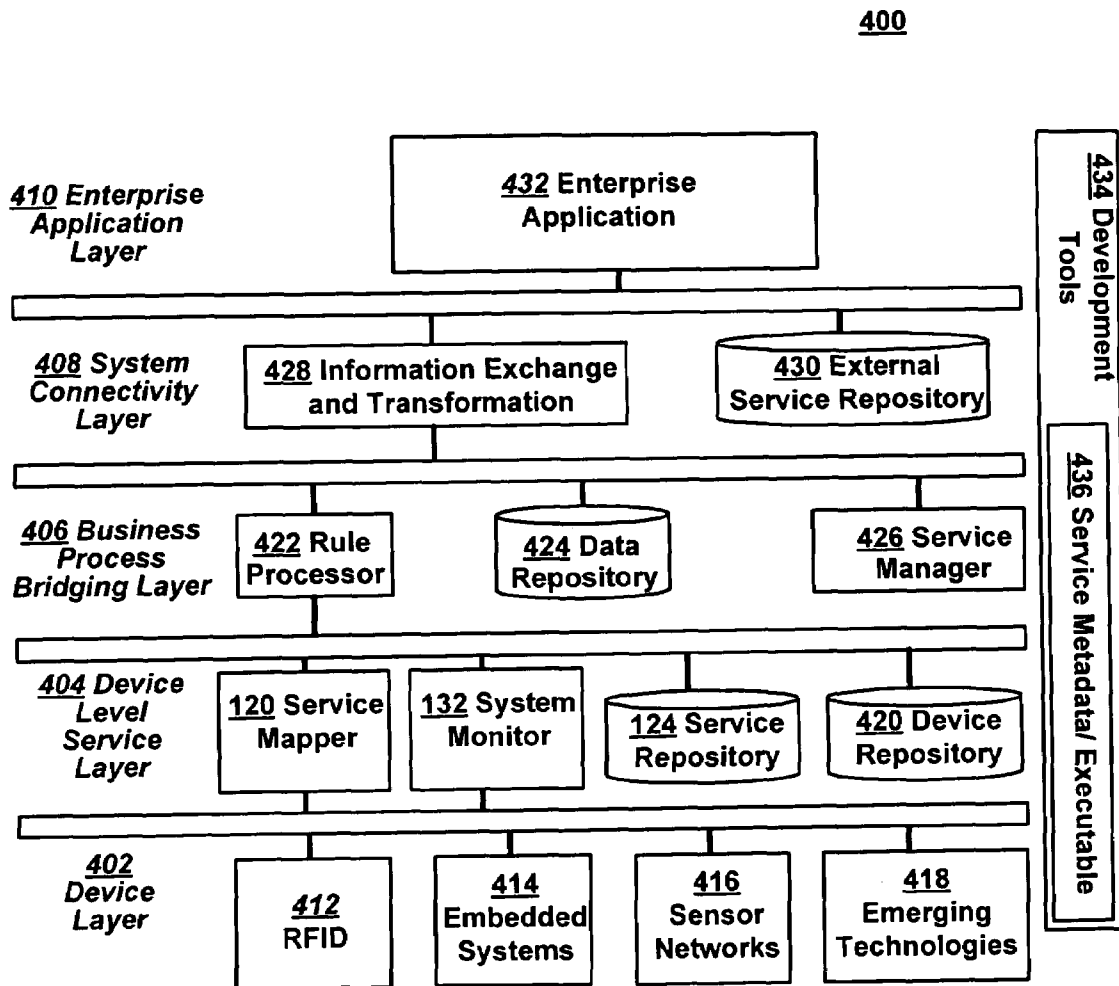 400
410 Enterprise
Application
Layer
432 Enterprise
Application
408 System
Connectivity
Layer
428 Information Exchange
and Transformation
430 External
Service Repository
406 Business
Process
Bridging Layer
422 Rule
Processor
424 Data
Repository
426 Service
Manager
404 Device
Level
Service
Layer
120 Service
Mapper
132 System
Monitor
124 Service
Repository
420 Device
Repository
402
Device
Layer
412
RFID
414
Embedded
Systems
416
Sensor
Networks
418
Emerging
Technologies
434 Development
Tools
436 Service Metadata/ Executable